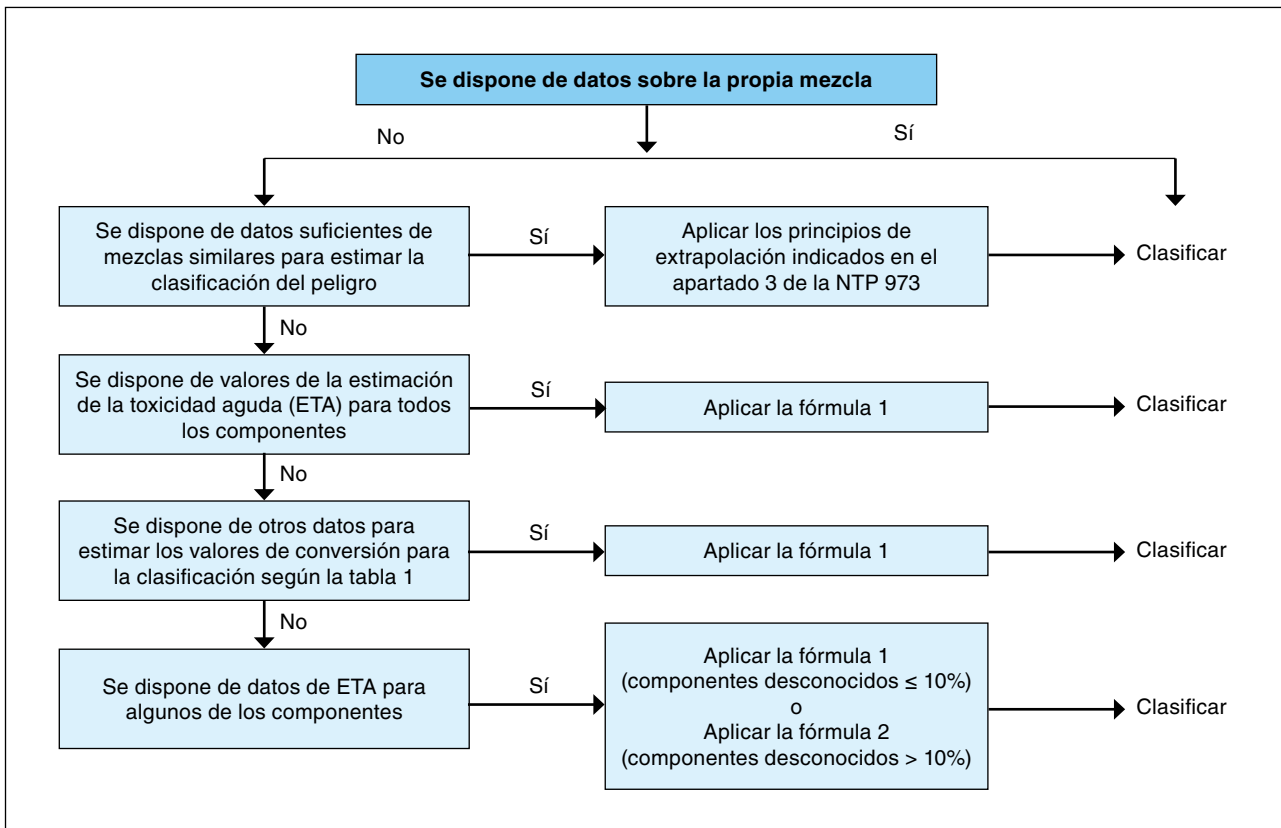 Se dispone de datos sobre la propia mezcla
No
Sí
Se dispone de datos suficientes de
mezclas similares para estimar la
clasificación del peligro
Sí
Aplicar los principios de
extrapolación indicados en el
apartado 3 de la NTP 973
Clasificar
No
Se dispone de valores de la estimación
de la toxicidad aguda (ETA) para todos
los componentes
Sí
Aplicar la fórmula 1
Clasificar
No
Se dispone de otros datos para
estimar los valores de conversión para
la clasificación según la tabla 1
Sí
Aplicar la fórmula 1
Clasificar
No
Se dispone de datos de ETA para
algunos de los componentes
Sí
Aplicar la fórmula 1
(componentes desconocidos ≤ 10%)
o
Aplicar la fórmula 2
(componentes desconocidos > 10%)
Clasificar